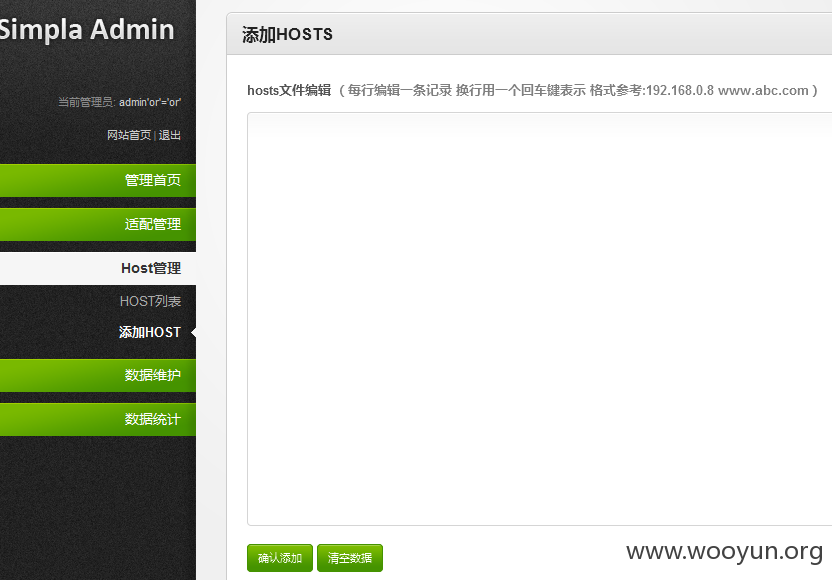 Simpla Admin
当前管理员: admin'or'='or'
网站首页 | 退出
管理首页
适配管理
Host管理
HOST列表
添加HOST
数据维护
数据统计
添加HOSTS
hosts文件编辑 ( 每行编辑一条记录 换行用一个回车键表示 格式参考:192.168.0.8 www.abc.com )
确认添加 清空数据
www.wooyun.org